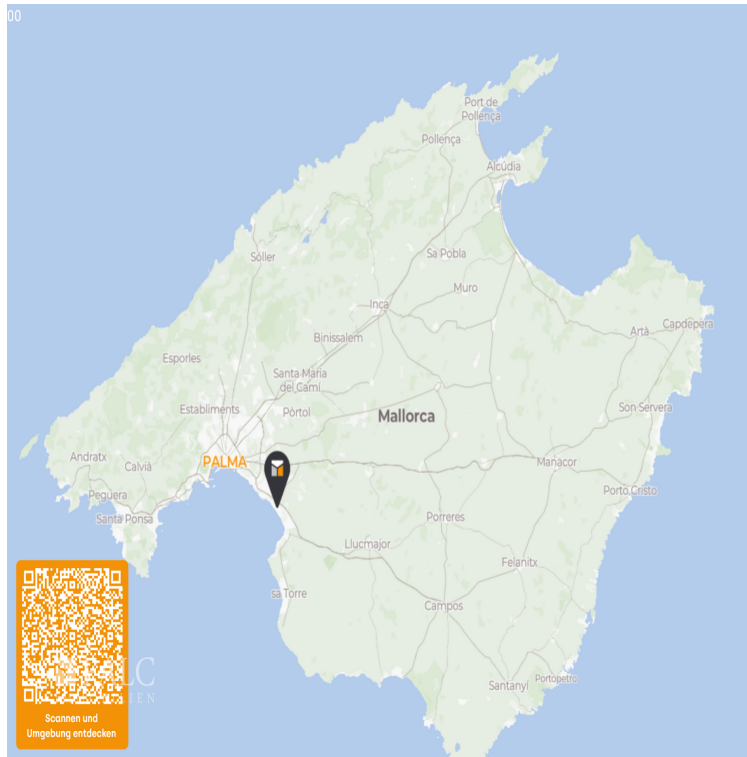 00
Port de
Pollença
Pollença
Alcúdia
Sóller
Sa Pobla
Muro
Inca
Binissalem
Artà
Capdepera
Esporles
Santa Maria
del Camí
Establiments
Pòrtol
Mallorca
Son Servera
Andratx
Calvià
PALMA
Manacor
Peguera
Porto Cristo
Santa Ponsa
Porreres
Llucmajor
Felanitx
sa Torre
Campos
Santanyí
Portopetro
LC
IEN
Scannen und
Umgebung entdecken